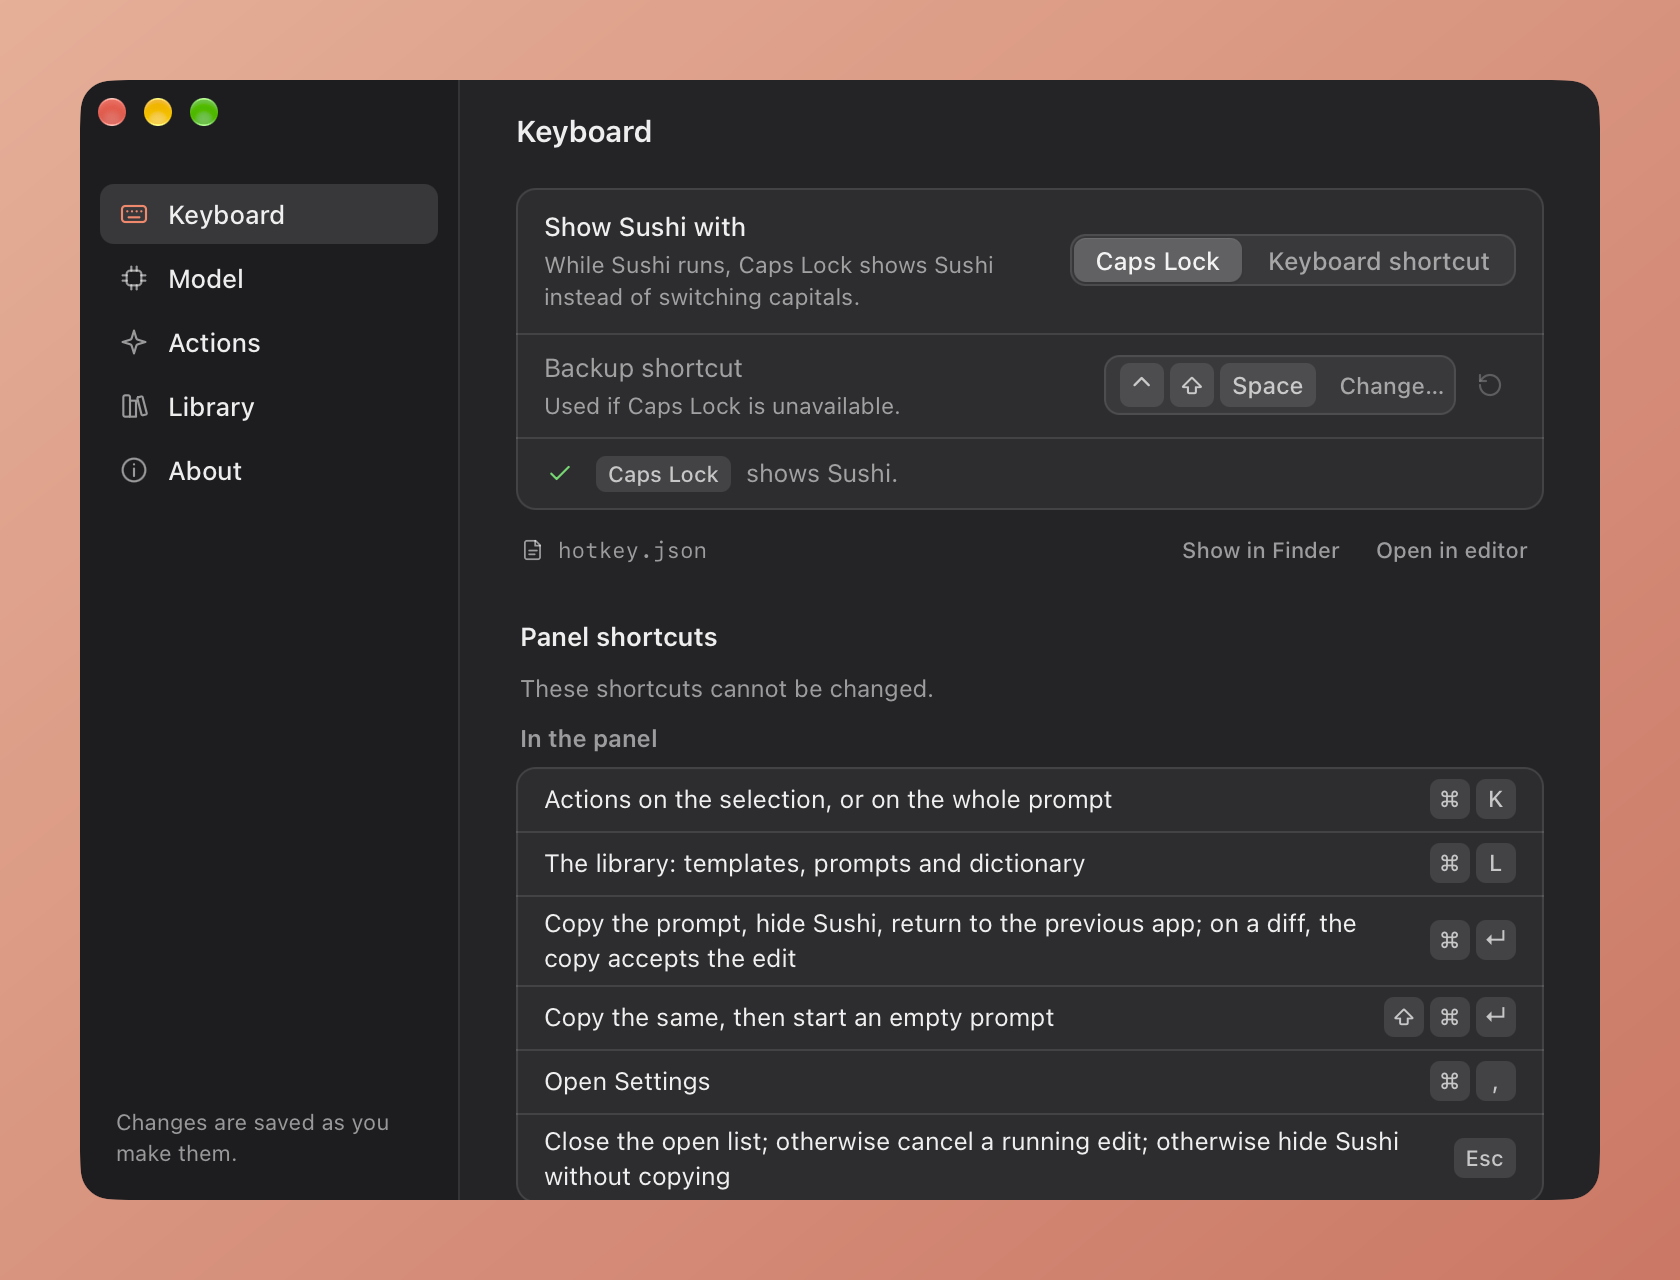 Keyboard
Model
Actions
Library
About
Changes are saved as you
make them.
Keyboard
Show Sushi with
While Sushi runs, Caps Lock shows Sushi
instead of switching capitals.
Caps Lock Keyboard shortcut
Backup shortcut
Used if Caps Lock is unavailable.
⌃ ⇧ Space Change...
Caps Lock shows Sushi.
hotkey.json Show in Finder Open in editor
Panel shortcuts
These shortcuts cannot be changed.
In the panel
Actions on the selection, or on the whole prompt ⌘ K
The library: templates, prompts and dictionary ⌘ L
Copy the prompt, hide Sushi, return to the previous app; on a diff, the
copy accepts the edit ⌘ ↵
Copy the same, then start an empty prompt ⇧ ⌘ ↵
Open Settings ⌘ ,
Close the open list; otherwise cancel a running edit; otherwise hide Sushi
without copying Esc